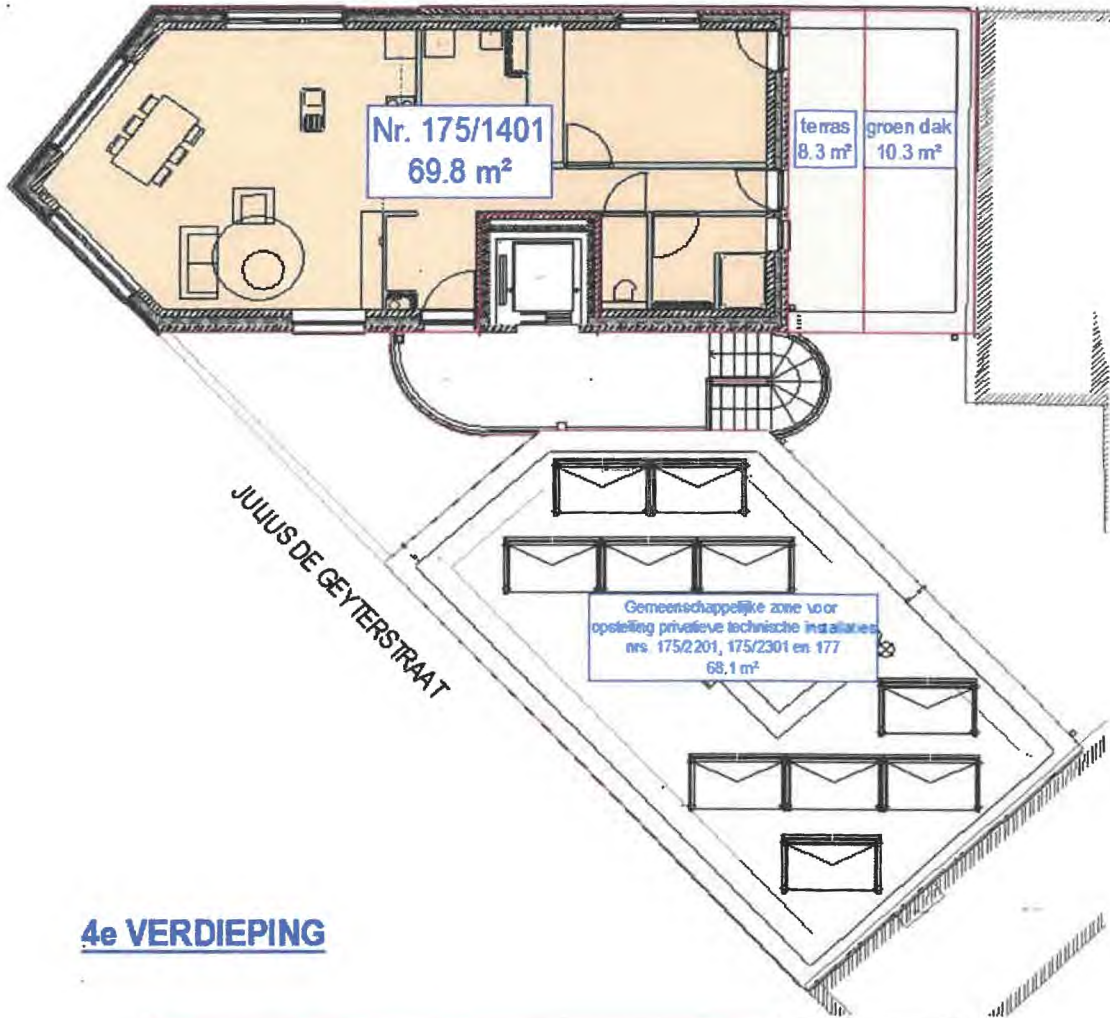 Nr. 175/1401
69.8 m²
terras
8.3 m²
groen dak
10.3 m²
JULIUS DE GEYTERSTRAAT
Gemeenschappelijke zone voor
opstelling privatieve technische installaties
nrs. 175/2201, 175/2301 en 177
68.1 m²
4e VERDIEPING